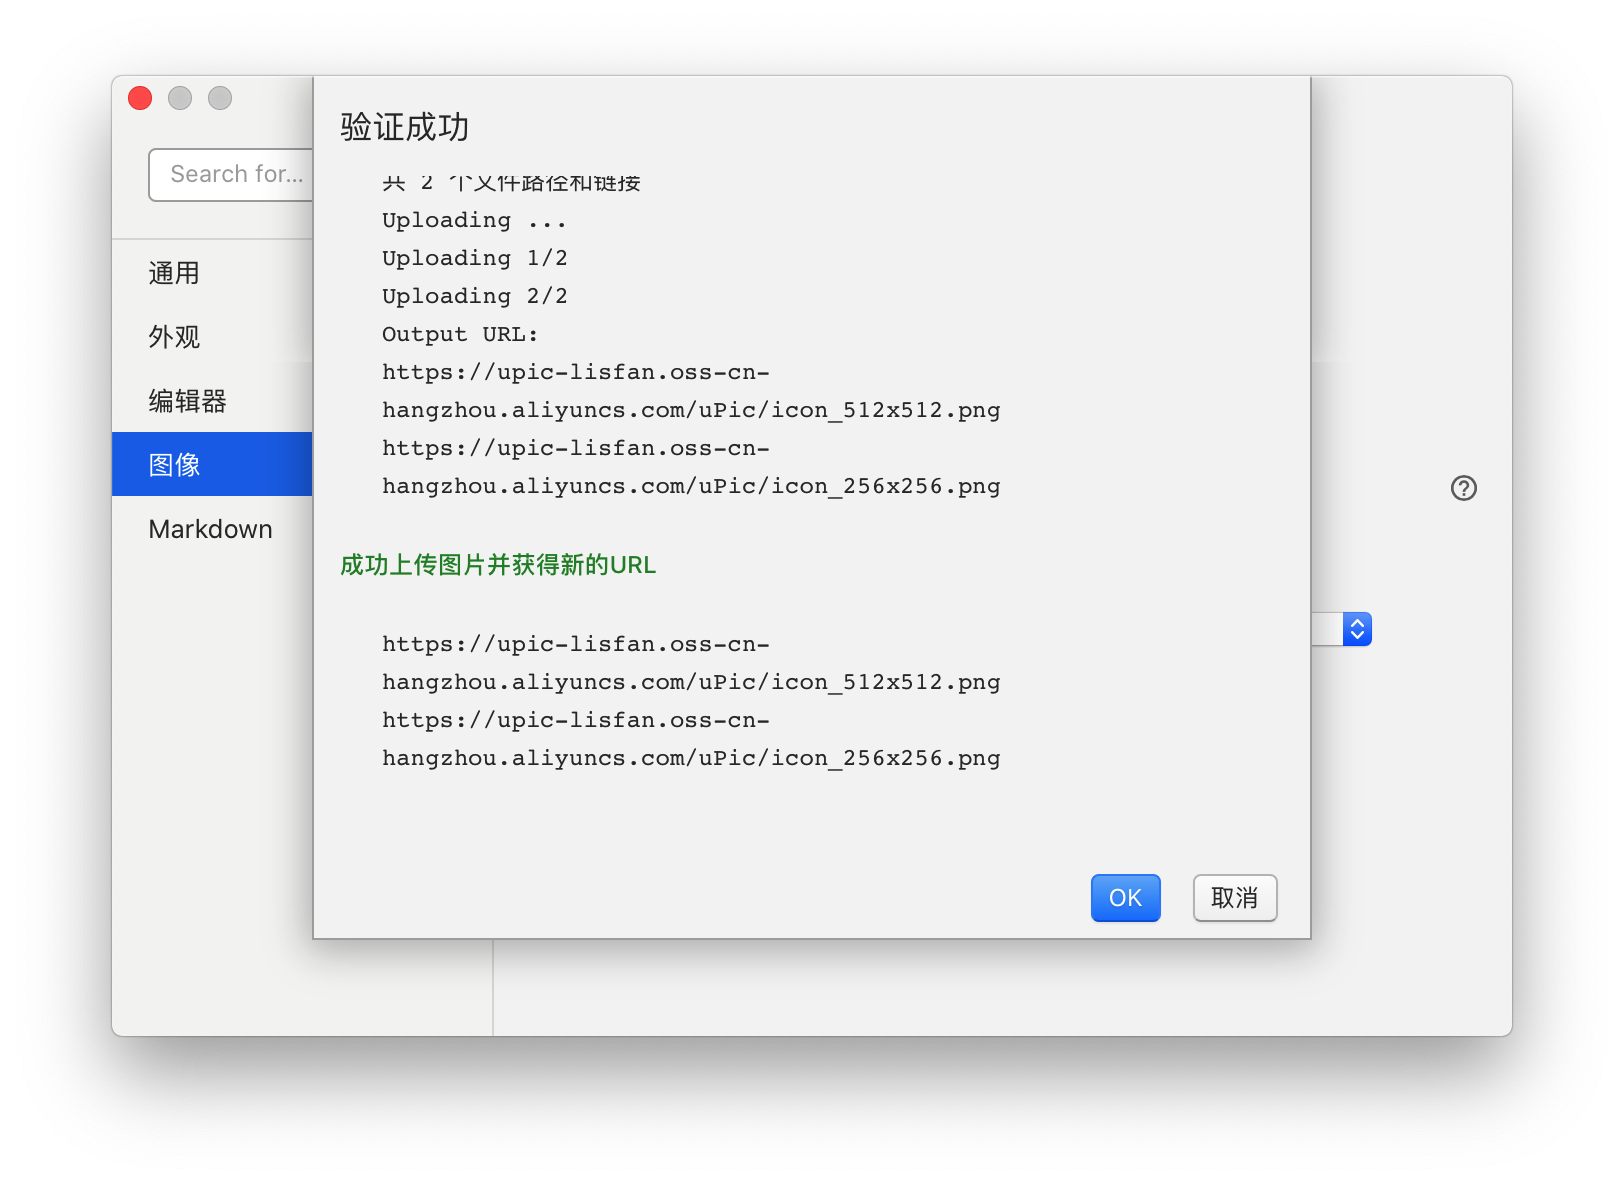 Search for...
通用
外观
编辑器
图像
Markdown
验证成功
共 2 个文件路径和链接
Uploading ...
Uploading 1/2
Uploading 2/2
Output URL:
https://upic-lisfan.oss-cn-
hangzhou.aliyuncs.com/uPic/icon_512x512.png
https://upic-lisfan.oss-cn-
hangzhou.aliyuncs.com/uPic/icon_256x256.png
成功上传图片并获得新的URL
https://upic-lisfan.oss-cn-
hangzhou.aliyuncs.com/uPic/icon_512x512.png
https://upic-lisfan.oss-cn-
hangzhou.aliyuncs.com/uPic/icon_256x256.png
OK
取消